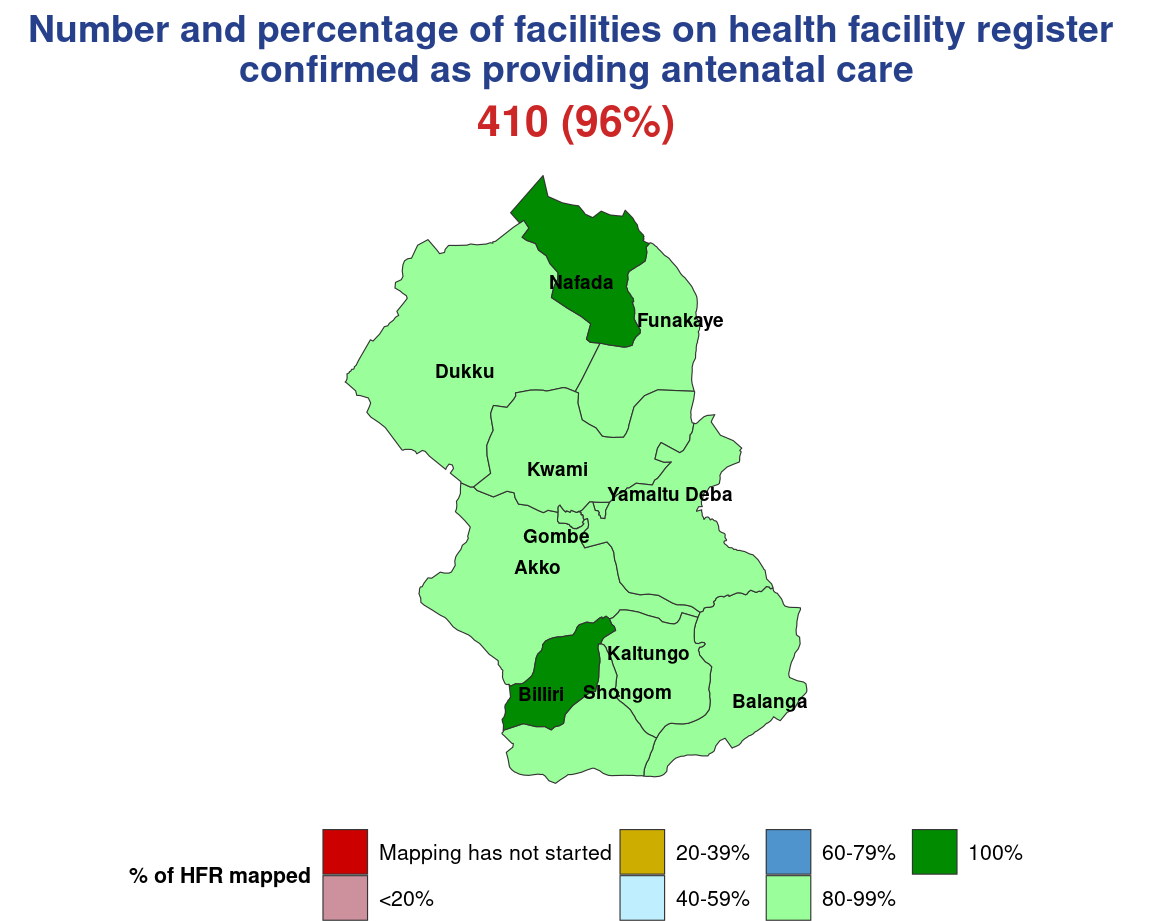 Number and percentage of facilities on health facility register
confirmed as providing antenatal care
410 (96%)
Nafada
Funakaye
Dukku
Kwami
Yamaltu Deba
Gombe
Akko
Kaltungo
Billiri
Shongom
Balanga
% of HFR mapped
Mapping has not started
<20%
20-39%
40-59%
60-79%
80-99%
100%